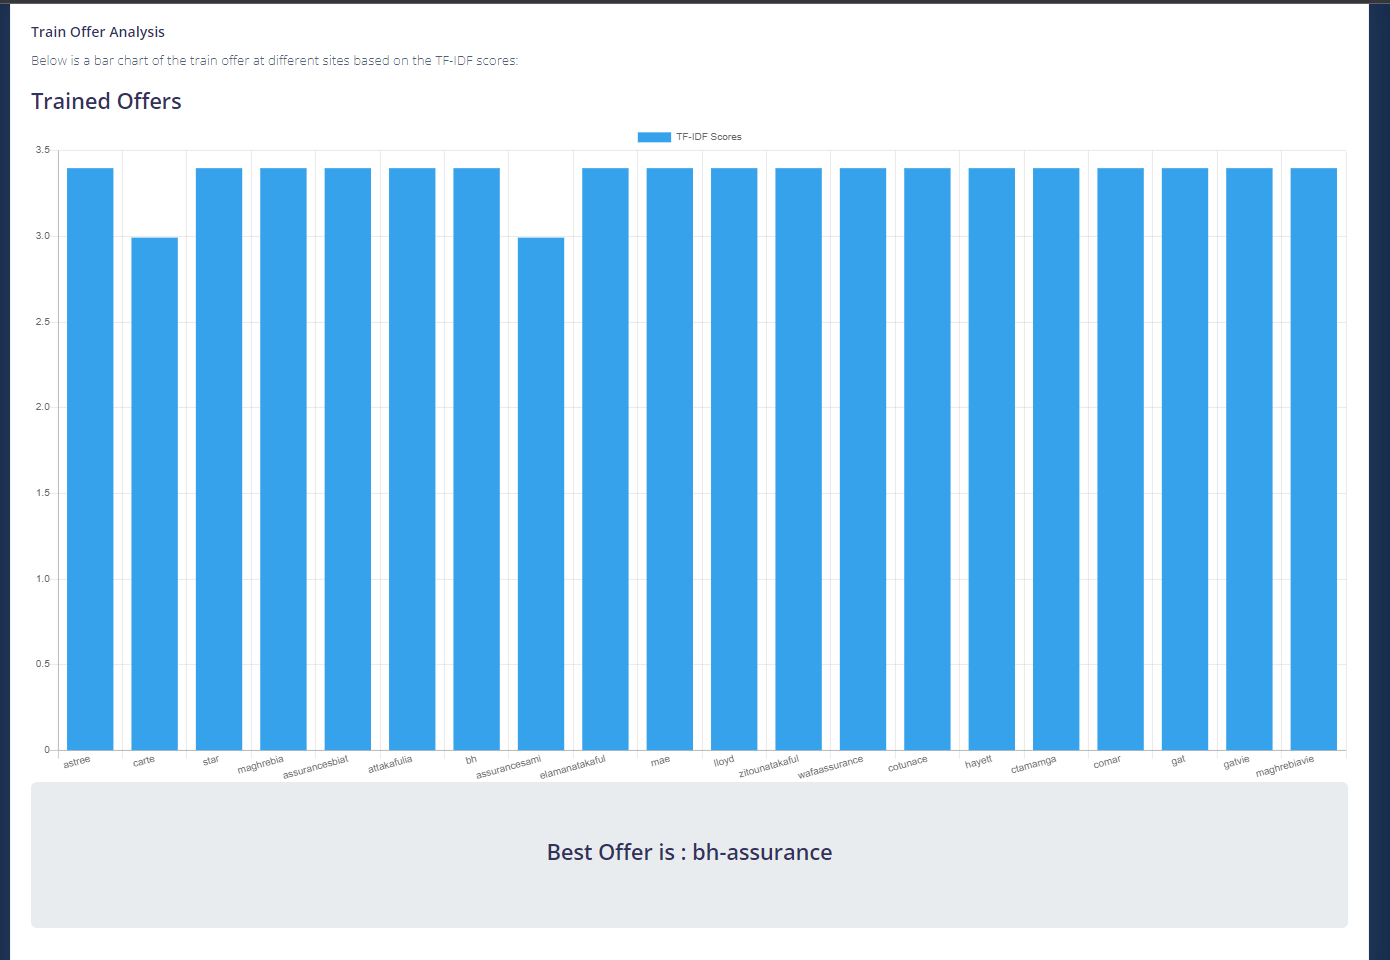 Train Offer Analysis
Below is a bar chart of the train offer at different sites based on the TF-IDF scores:
Trained Offers
TF-IDF Scores
3.5
3.0
2.5
2.0
1.5
1.0
0.5
0
astree
carte
star
maghrebia
assurancesbiat
attakafulia
bh
assurancesami
elamanatakaful
mae
lloyd
zitounatakaful
wafaassurance
cotunace
hayett
ctamamga
comar
gat
gatvie
maghrebiavie
Best Offer is : bh-assurance